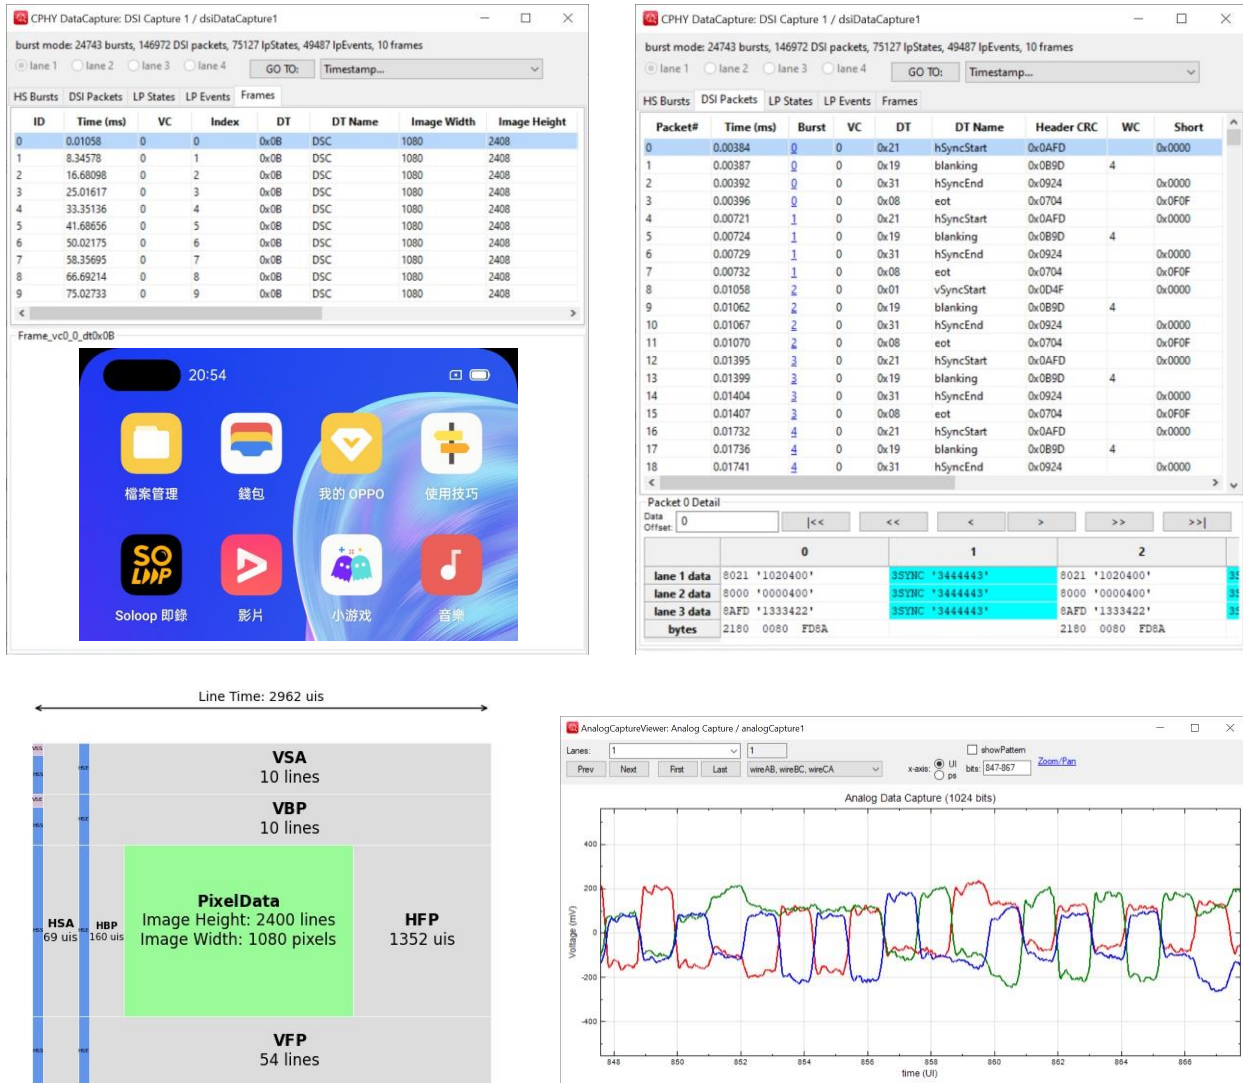 CPHY DataCapture: DSI Capture 1 / dsiDataCapture1
burst mode: 24743 bursts, 146972 DSI packets, 75127 lpStates, 49487 lpEvents, 10 frames
lane 1 lane 2 lane 3 lane 4 GO TO: Timestamp...
HS Bursts DSI Packets LP States LP Events Frames
ID Time (ms) VC Index DT DT Name Image Width Image Height
0 0.01058 0 0 0x0B DSC 1080 2408
1 8.34578 0 1 0x0B DSC 1080 2408
2 16.68098 0 2 0x0B DSC 1080 2408
3 25.01617 0 3 0x0B DSC 1080 2408
4 33.35136 0 4 0x0B DSC 1080 2408
5 41.68656 0 5 0x0B DSC 1080 2408
6 50.02175 0 6 0x0B DSC 1080 2408
7 58.35695 0 7 0x0B DSC 1080 2408
8 66.69214 0 8 0x0B DSC 1080 2408
9 75.02733 0 9 0x0B DSC 1080 2408
Frame_vc0_0_dt0x0B
20:54
檔案管理 錢包 我的 OPPO 使用技巧
SO
LOOP
Soloop 即錄 影片 小游戏 音樂
CPHY DataCapture: DSI Capture 1 / dsiDataCapture1
burst mode: 24743 bursts, 146972 DSI packets, 75127 lpStates, 49487 lpEvents, 10 frames
lane 1 lane 2 lane 3 lane 4 GO TO: Timestamp...
HS Bursts DSI Packets LP States LP Events Frames
Packet# Time (ms) Burst VC DT DT Name Header CRC WC Short
0 0.00384 0 0 0x21 hSyncStart 0x0AFD 0x0000
1 0.00387 0 0 0x19 blanking 0x0B9D 4
2 0.00392 0 0 0x31 hSyncEnd 0x0924 0x0000
3 0.00396 0 0 0x08 eot 0x0704 0x0F0F
4 0.00721 1 0 0x21 hSyncStart 0x0AFD 0x0000
5 0.00724 1 0 0x19 blanking 0x0B9D 4
6 0.00729 1 0 0x31 hSyncEnd 0x0924 0x0000
7 0.00732 1 0 0x08 eot 0x0704 0x0F0F
8 0.01058 2 0 0x01 vSyncStart 0x0D4F 0x0000
9 0.01062 2 0 0x19 blanking 0x0B9D 4
10 0.01067 2 0 0x31 hSyncEnd 0x0924 0x0000
11 0.01070 2 0 0x08 eot 0x0704 0x0F0F
12 0.01395 3 0 0x21 hSyncStart 0x0AFD 0x0000
13 0.01399 3 0 0x19 blanking 0x0B9D 4
14 0.01404 3 0 0x31 hSyncEnd 0x0924 0x0000
15 0.01407 3 0 0x08 eot 0x0704 0x0F0F
16 0.01732 4 0 0x21 hSyncStart 0x0AFD 0x0000
17 0.01736 4 0 0x19 blanking 0x0B9D 4
18 0.01741 4 0 0x31 hSyncEnd 0x0924 0x0000
Packet 0 Detail
Data
Offset: 0 |<< << < > >> >>|
0 1 2
lane 1 data 8021 '1020400' 3SYNC '3444443' 8021 '1020400'
lane 2 data 8000 '0000400' 3SYNC '3444443' 8000 '0000400'
lane 3 data 8AFD '1333422' 3SYNC '3444443' 8AFD '1333422'
bytes 2180 0080 FD8A 2180 0080 FD8A
Line Time: 2962 uis
VSS
HSS HSE
VSA
10 lines
VSE
HSS HSE
VBP
10 lines
HSS HSE
HSA
69 uis
HBP
160 uis
PixelData
Image Height: 2400 lines
Image Width: 1080 pixels
HFP
1352 uis
HSS HSE
VFP
54 lines
AnalogCaptureViewer: Analog Capture / analogCapture1
Lanes: 1 1 showPattern
Prev Next First Last wireAB, wireBC, wireCA x-axis: UI ps bits: 847-867 Zoom/Pan
Analog Data Capture (1024 bits)
Voltage (mV)
400
200
0
-200
-400
848 850 852 854 856 858 860 862 864 866
time (UI)